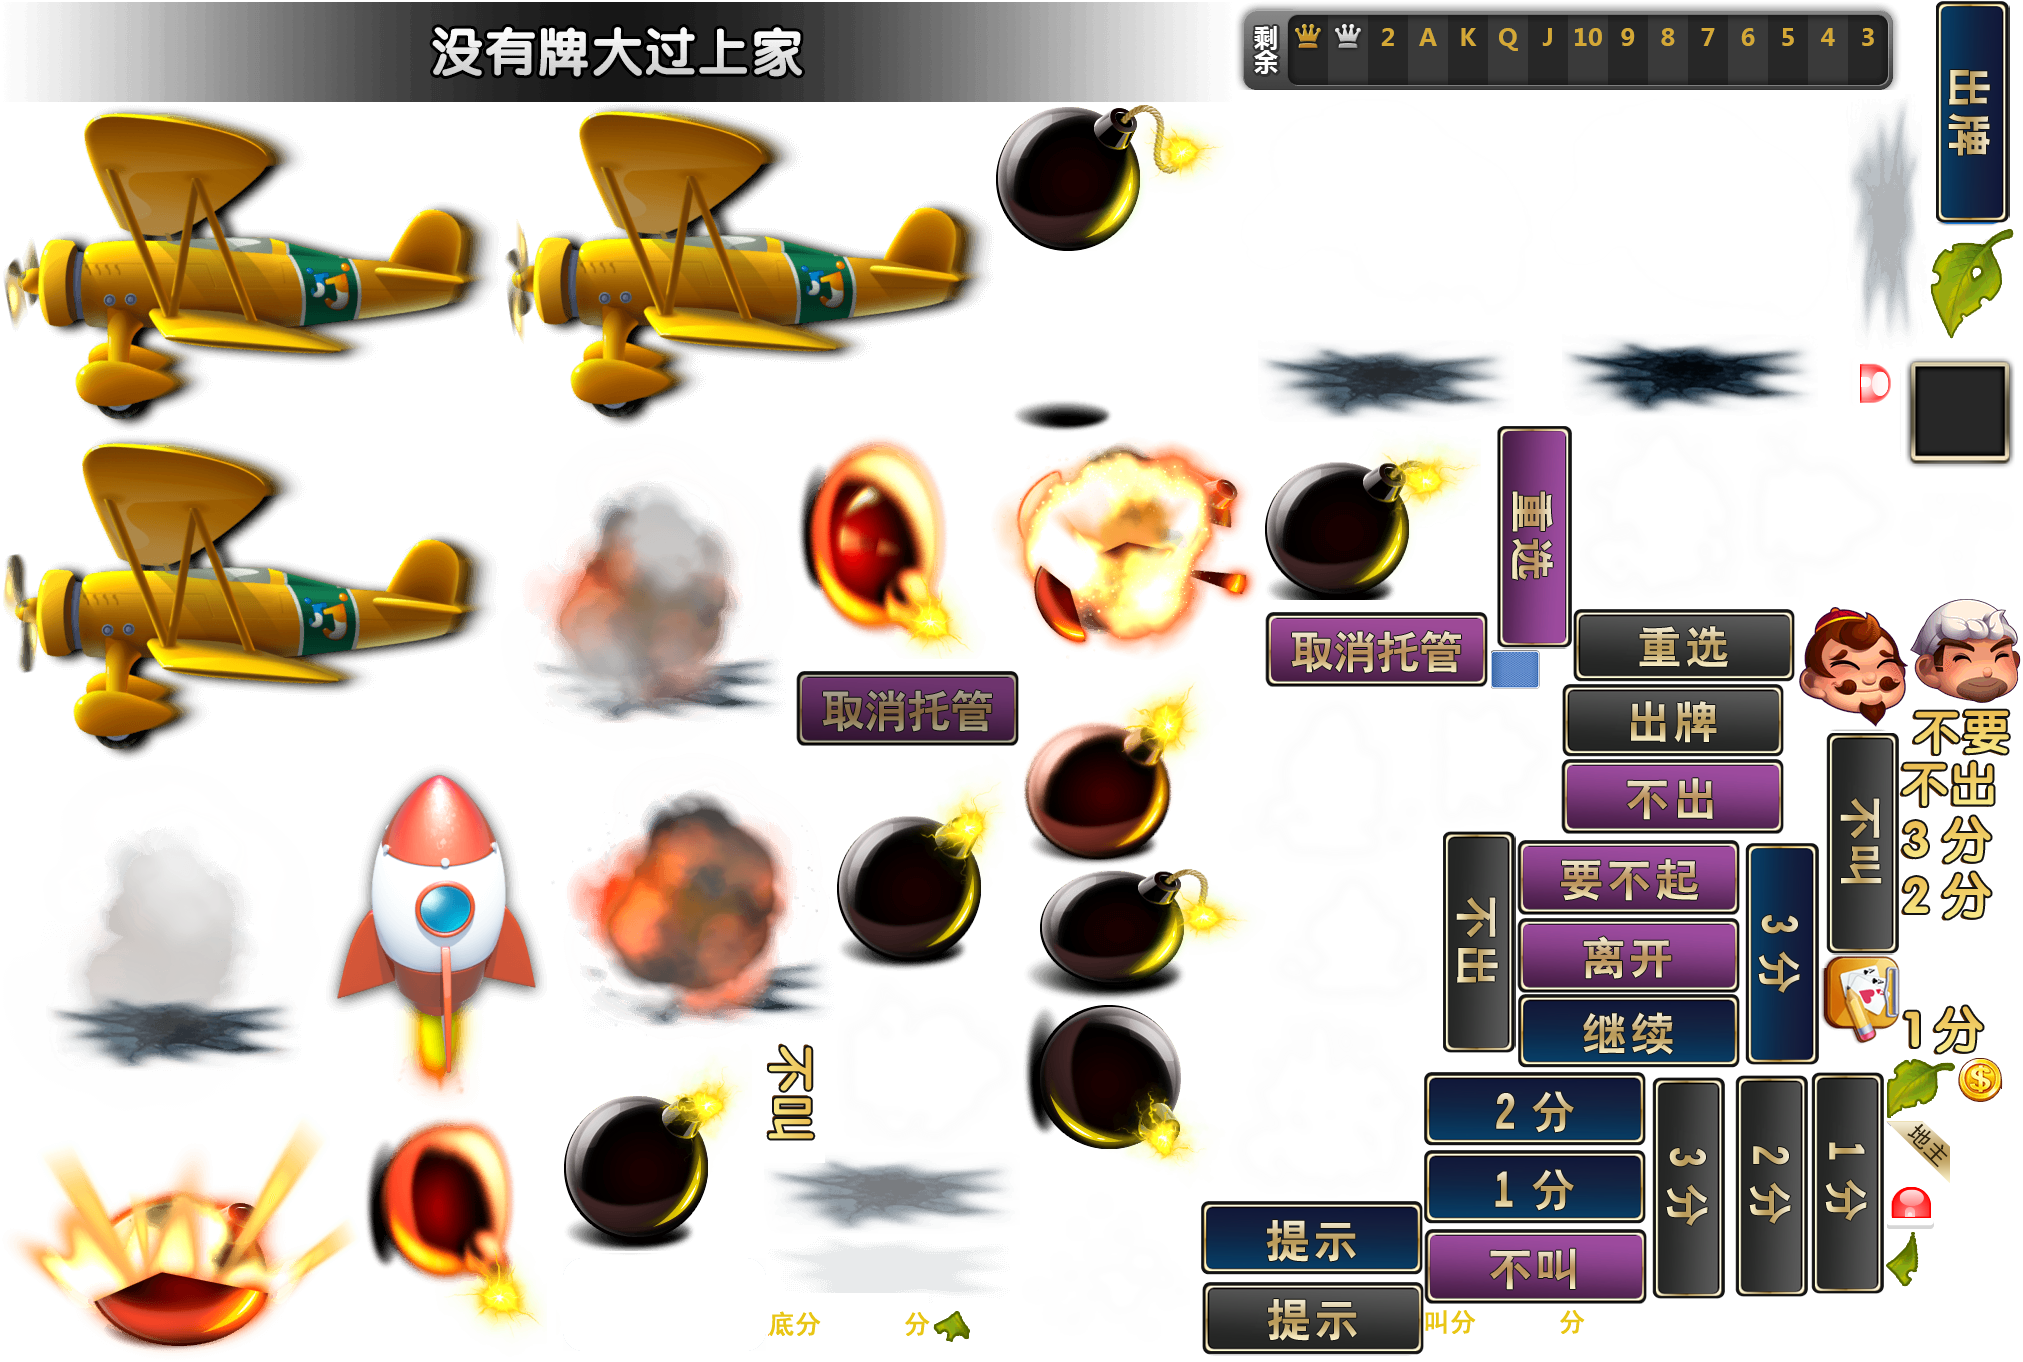 没有牌大过上家
剩余 2 A K Q J 10 9 8 7 6 5 4 3
出牌
重选
取消托管
重选
取消托管
出牌
不要
不出
不出
3 分
不叫
要不起
2 分
不出
离开
3 分
继续
1 分
不叫
2 分
地主
1 分
3 分
2 分
1 分
提示
不叫
提示
底分 分
叫分 分